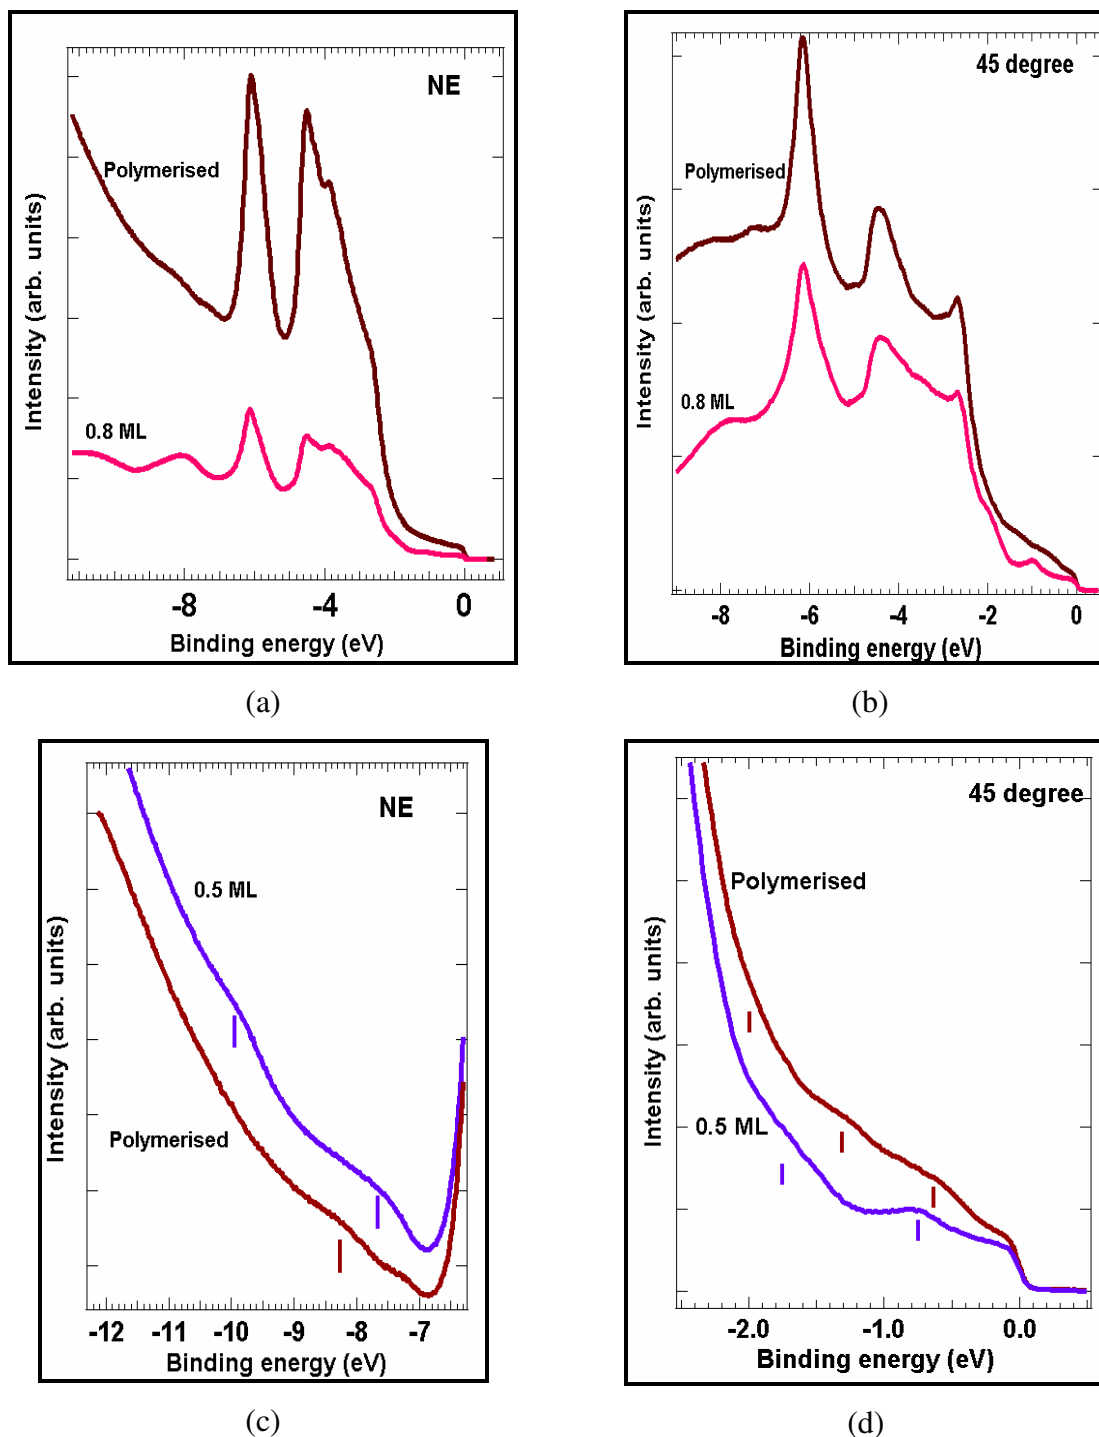 NE
Polymerised
0.8 ML
Intensity (arb. units)
-8 -4 0
Binding energy (eV)
(a)
45 degree
Polymerised
0.8 ML
Intensity (arb. units)
-8 -6 -4 -2 0
Binding energy (eV)
(b)
NE
0.5 ML
Polymerised
Intensity (arb. units)
-12 -11 -10 -9 -8 -7
Binding energy (eV)
(c)
45 degree
Polymerised
0.5 ML
Intensity (arb. units)
-2.0 -1.0 0.0
Binding energy (eV)
(d)